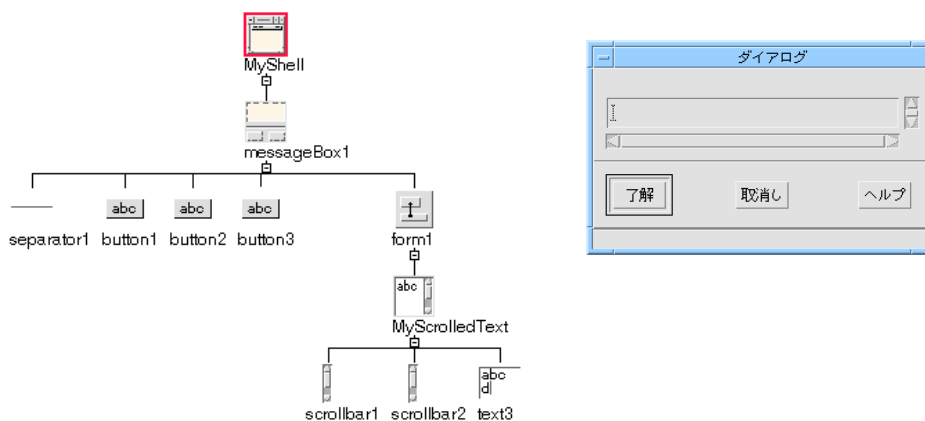 MyShell
messageBox1
abc
abc
abc
separator1
button1
button2
button3
form1
abc
MyScrolledText
abc
d
scrollbar1
scrollbar2
text3
ダイアログ
了解
取消し
ヘルプ